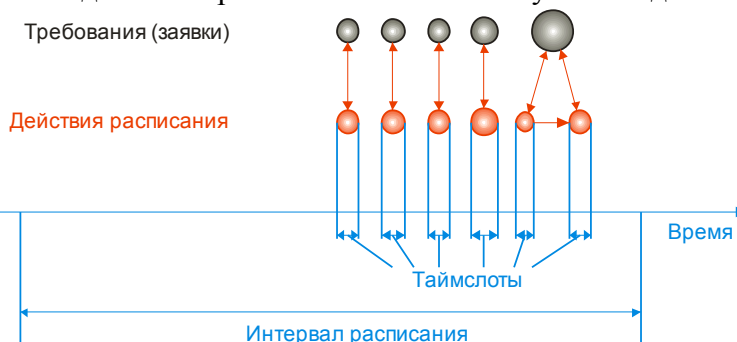 Требования (заявки)
Действия расписания
Время
Таймслоты
Интервал расписания